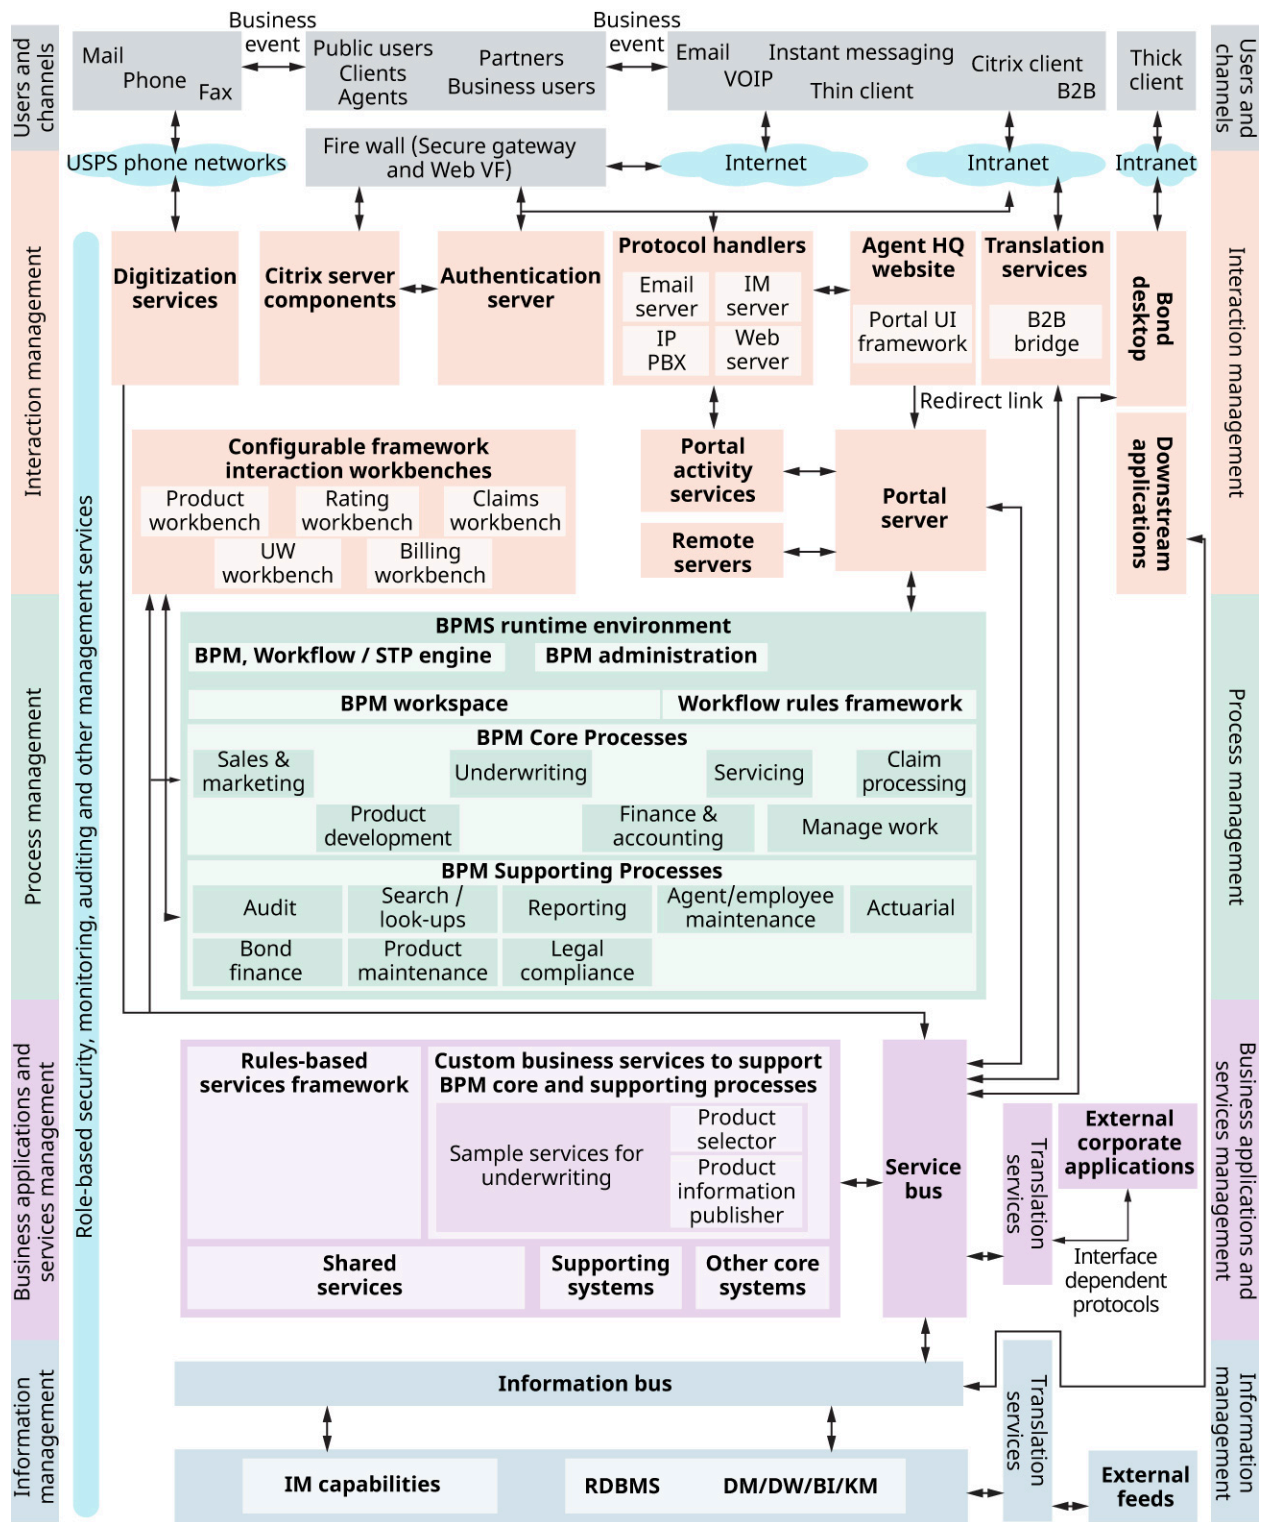 Users and
channels
Interaction management
Process management
Business applications and
services management
Information
management
Role-based security, monitoring, auditing and other management services
Mail
Phone
Fax
Business
event
Public users
Clients
Agents
Partners
Business users
Business
event
Email
VOIP
Instant messaging
Thin client
Citrix client
B2B
Thick
client
USPS phone networks
Fire wall (Secure gateway
and Web VF)
Internet
Intranet
Intranet
Digitization
services
Citrix server
components
Authentication
server
Protocol handlers
Email
server
IM
server
IP
PBX
Web
server
Agent HQ
website
Portal UI
framework
Translation
services
B2B
bridge
Bond
desktop
Redirect link
Configurable framework
interaction workbenches
Product
workbench
Rating
workbench
Claims
workbench
UW
workbench
Billing
workbench
Portal
activity
services
Remote
servers
Portal
server
Downstream
applications
BPMS runtime environment
BPM, Workflow / STP engine
BPM administration
BPM workspace
Workflow rules framework
BPM Core Processes
Sales &
marketing
Underwriting
Servicing
Claim
processing
Product
development
Finance &
accounting
Manage work
BPM Supporting Processes
Audit
Search /
look-ups
Reporting
Agent/employee
maintenance
Actuarial
Bond
finance
Product
maintenance
Legal
compliance
Rules-based
services framework
Custom business services to support
BPM core and supporting processes
Sample services for
underwriting
Product
selector
Product
information
publisher
Shared
services
Supporting
systems
Other core
systems
Service
bus
Translation
services
External
corporate
applications
Interface
dependent
protocols
Information bus
IM capabilities
RDBMS
DM/DW/BI/KM
Translation
services
External
feeds
Users and
channels
Interaction management
Process management
Business applications and
services management
Information
management